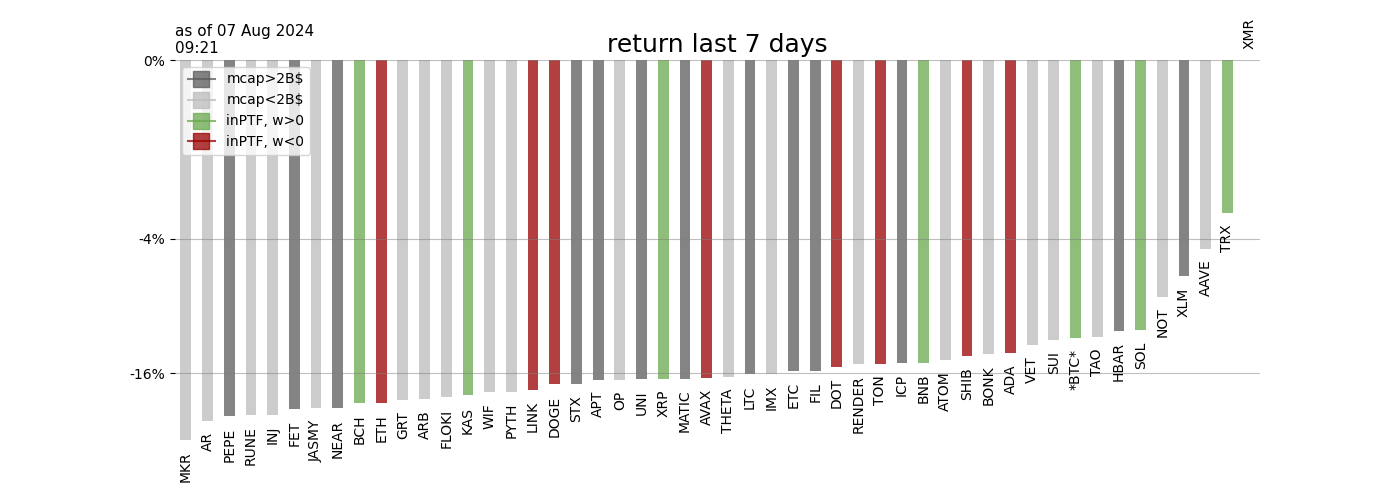 as of 07 Aug 2024
09:21
return last 7 days
XMR
0%
-4%
-16%
mcap>2B$
mcap<2B$
inPTF, w>0
inPTF, w<0
MKR
AR
PEPE
RUNE
INJ
FET
JASMY
NEAR
BCH
ETH
GRT
ARB
FLOKI
KAS
WIF
PYTH
LINK
DOGE
STX
APT
OP
UNI
XRP
MATIC
AVAX
THETA
LTC
IMX
ETC
FIL
DOT
RENDER
TON
ICP
BNB
ATOM
SHIB
BONK
ADA
VET
SUI
*BTC*
TAO
HBAR
SOL
NOT
XLM
AAVE
TRX